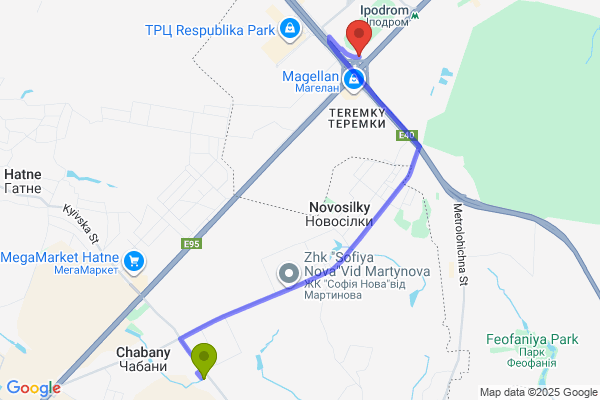 Ipodrom
Іподром
ТРЦ Respublika Park
Magellan
Магелан
TEREMKY
ТЕРЕМКИ
E40
Hatne
Гатне
Kyivska St
Novosilky
Новосілки
Metrolohichna St
E95
MegaMarket Hatne
МегаМаркет
Zhk "Sofiya
Nova"Vid Martynova
ЖК "Софія Нова"від
Мартинова
Chabany
Чабани
Feofaniya Park
Парк
Феофанія
Google
Map data ©2025 Google